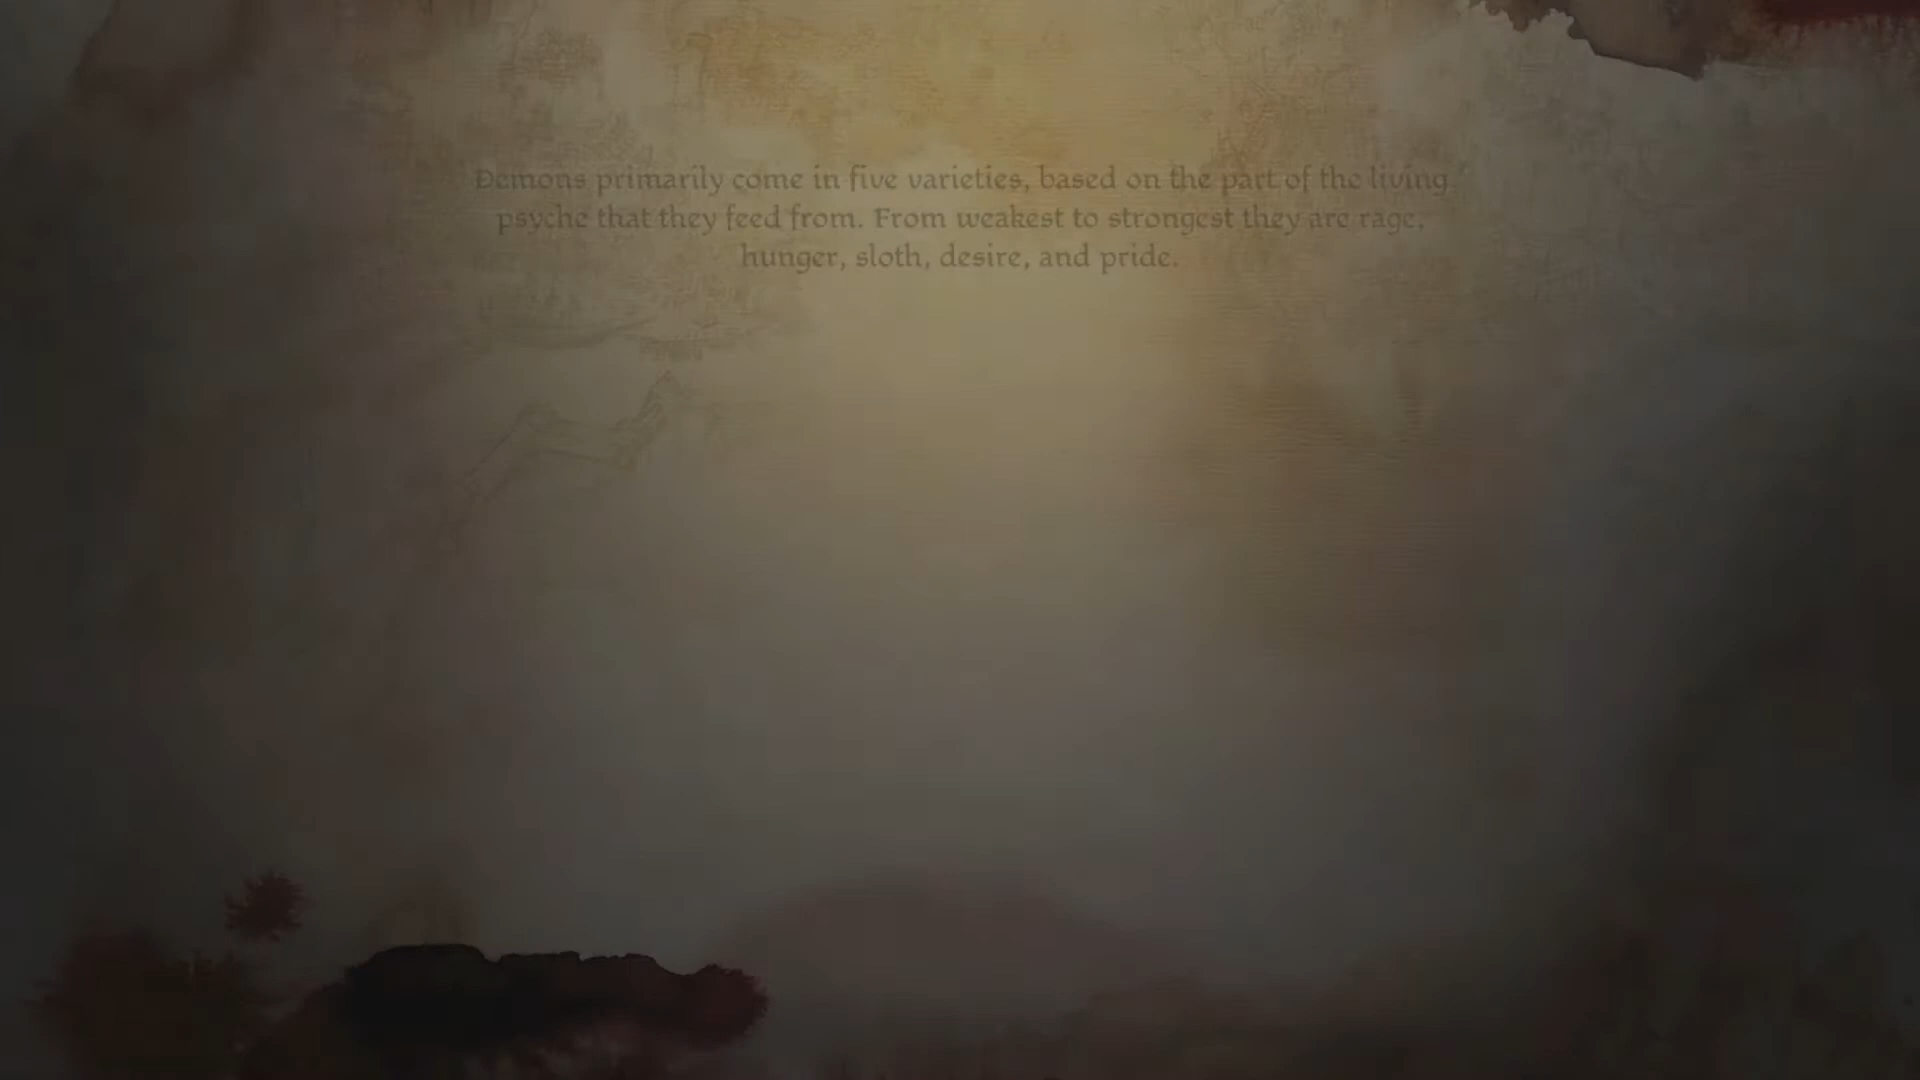 Demons primarily come in five varieties, based on the part of the living
psyche that they feed from. From weakest to strongest they are rage,
hunger, sloth, desire, and pride.